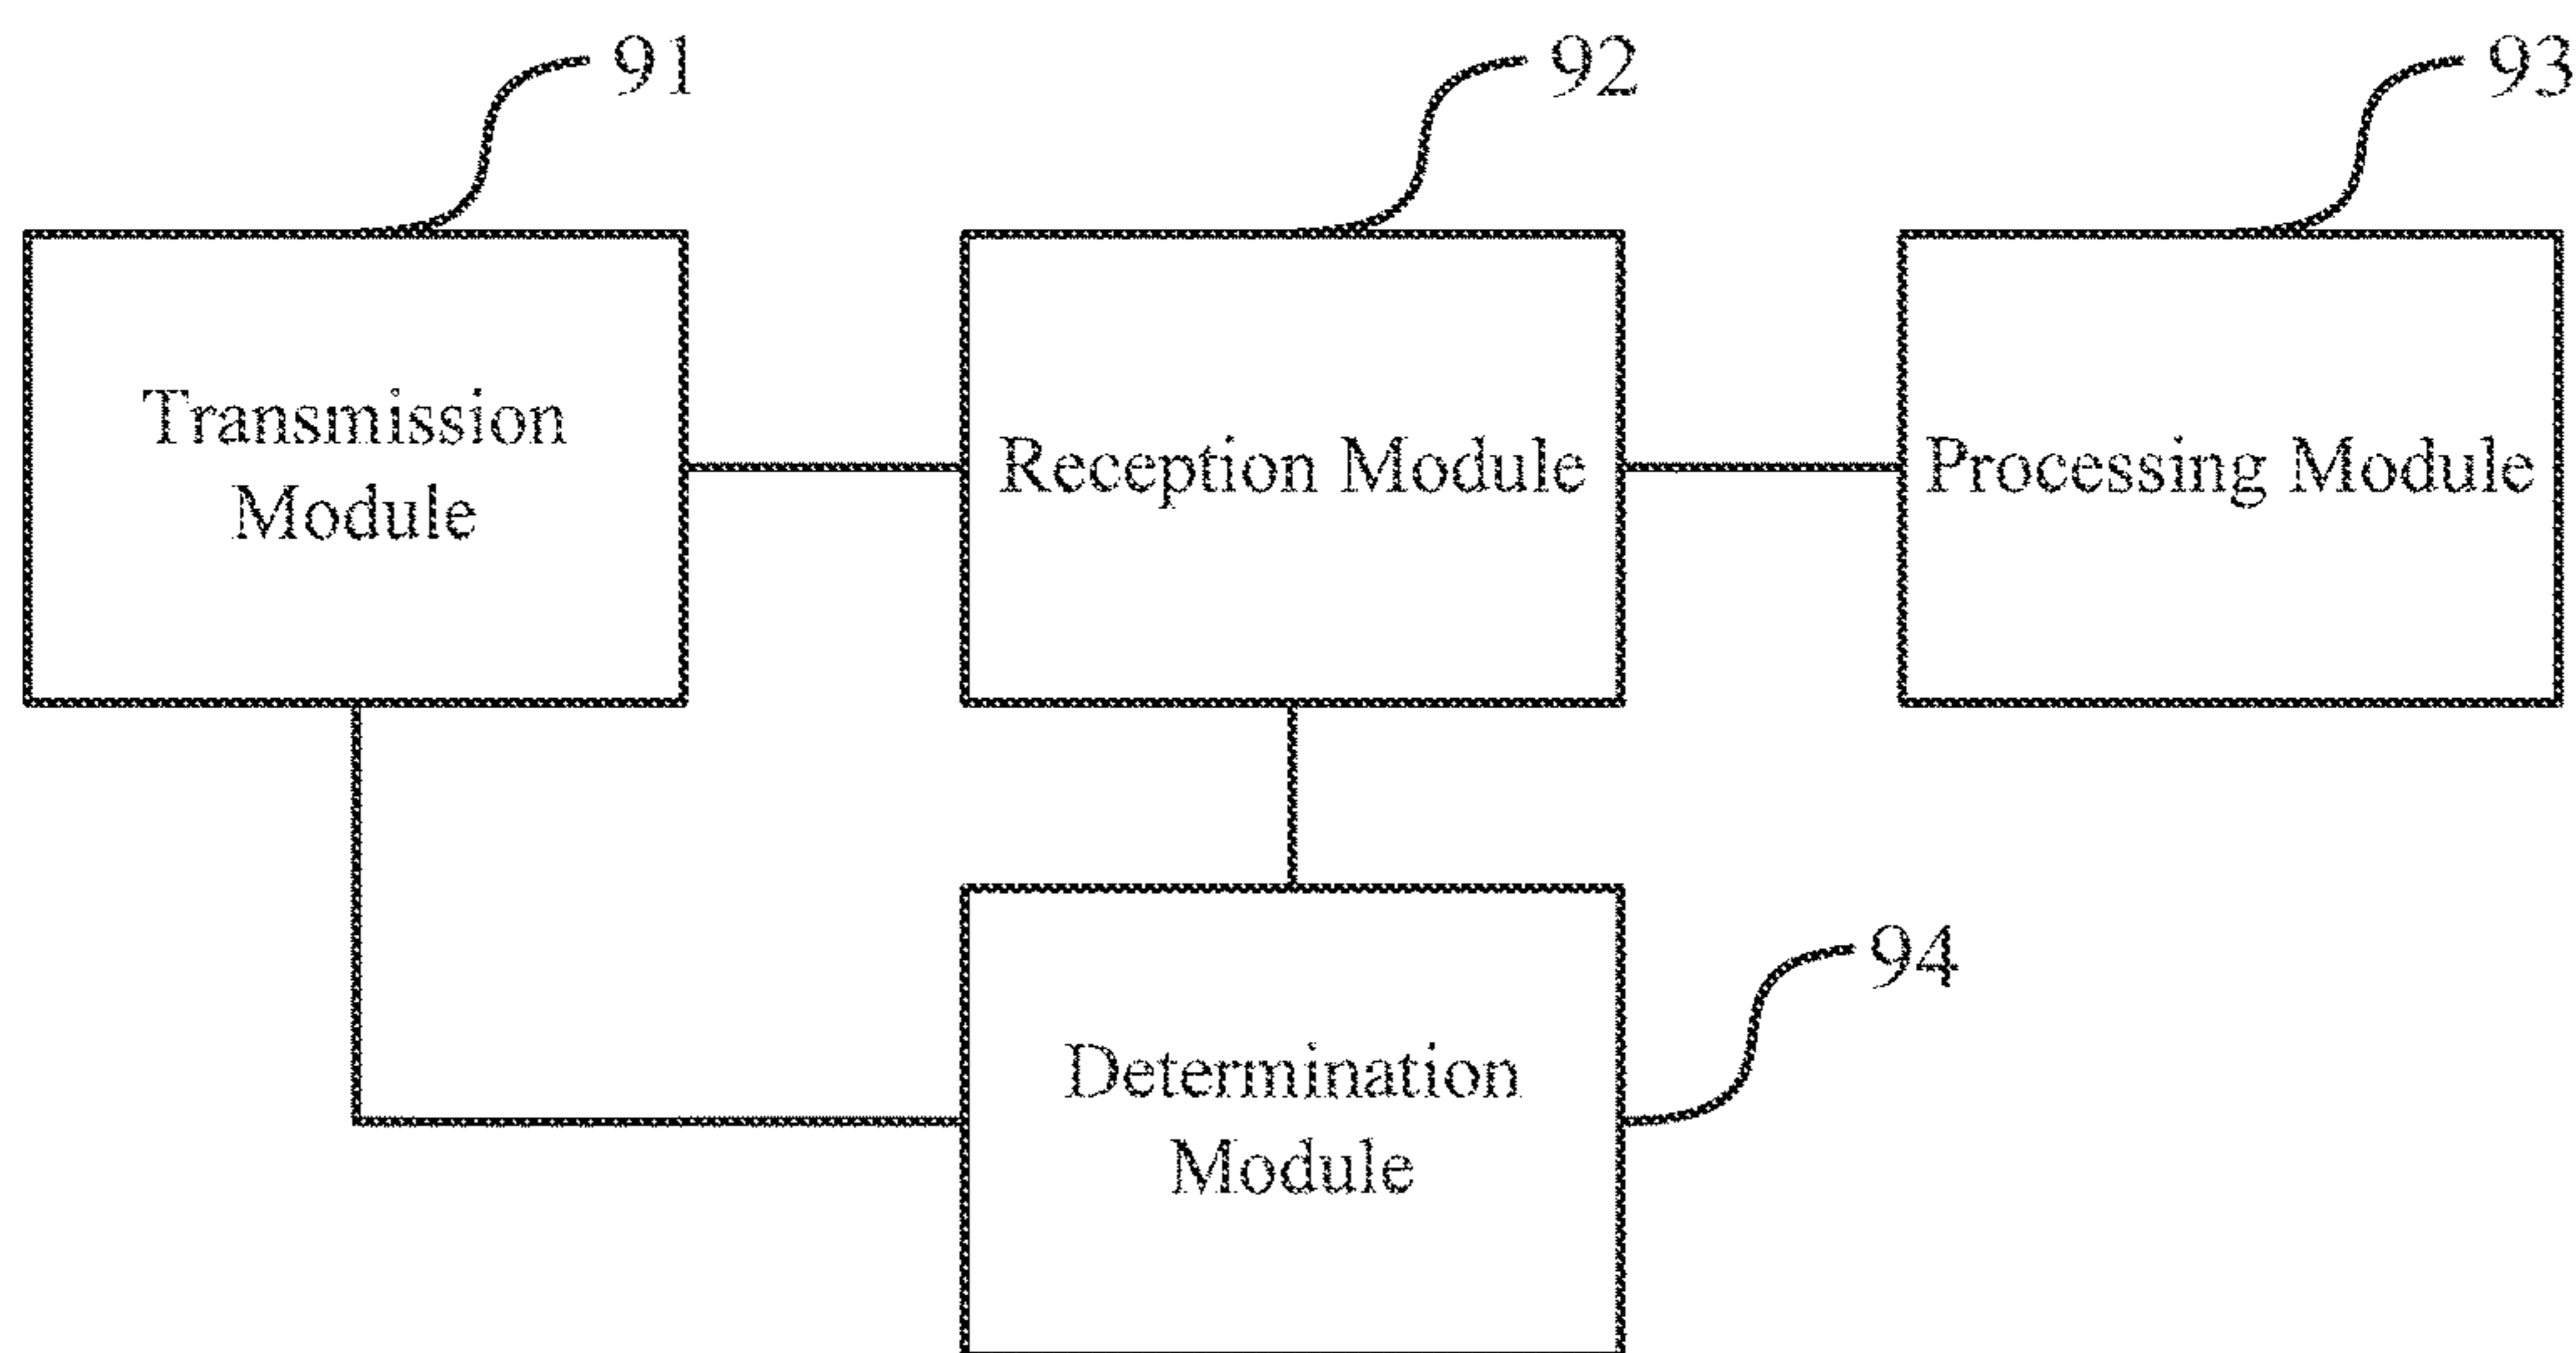 91
92
93
Transmission
Module
Reception Module
Processing Module
94
Determination
Module